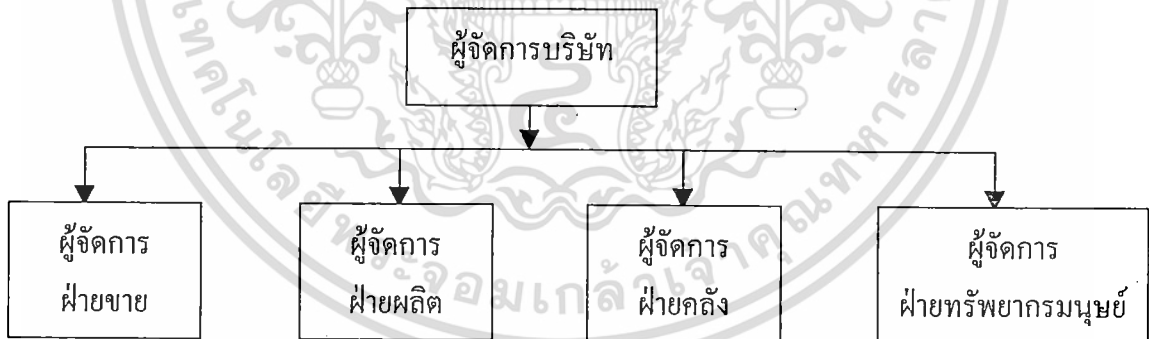 ผู้จัดการบริษัท
ผู้จัดการ
ฝ่ายขาย
ผู้จัดการ
ฝ่ายผลิต
ผู้จัดการ
ฝ่ายคลัง
ผู้จัดการ
ฝ่ายทรัพยากรมนุษย์